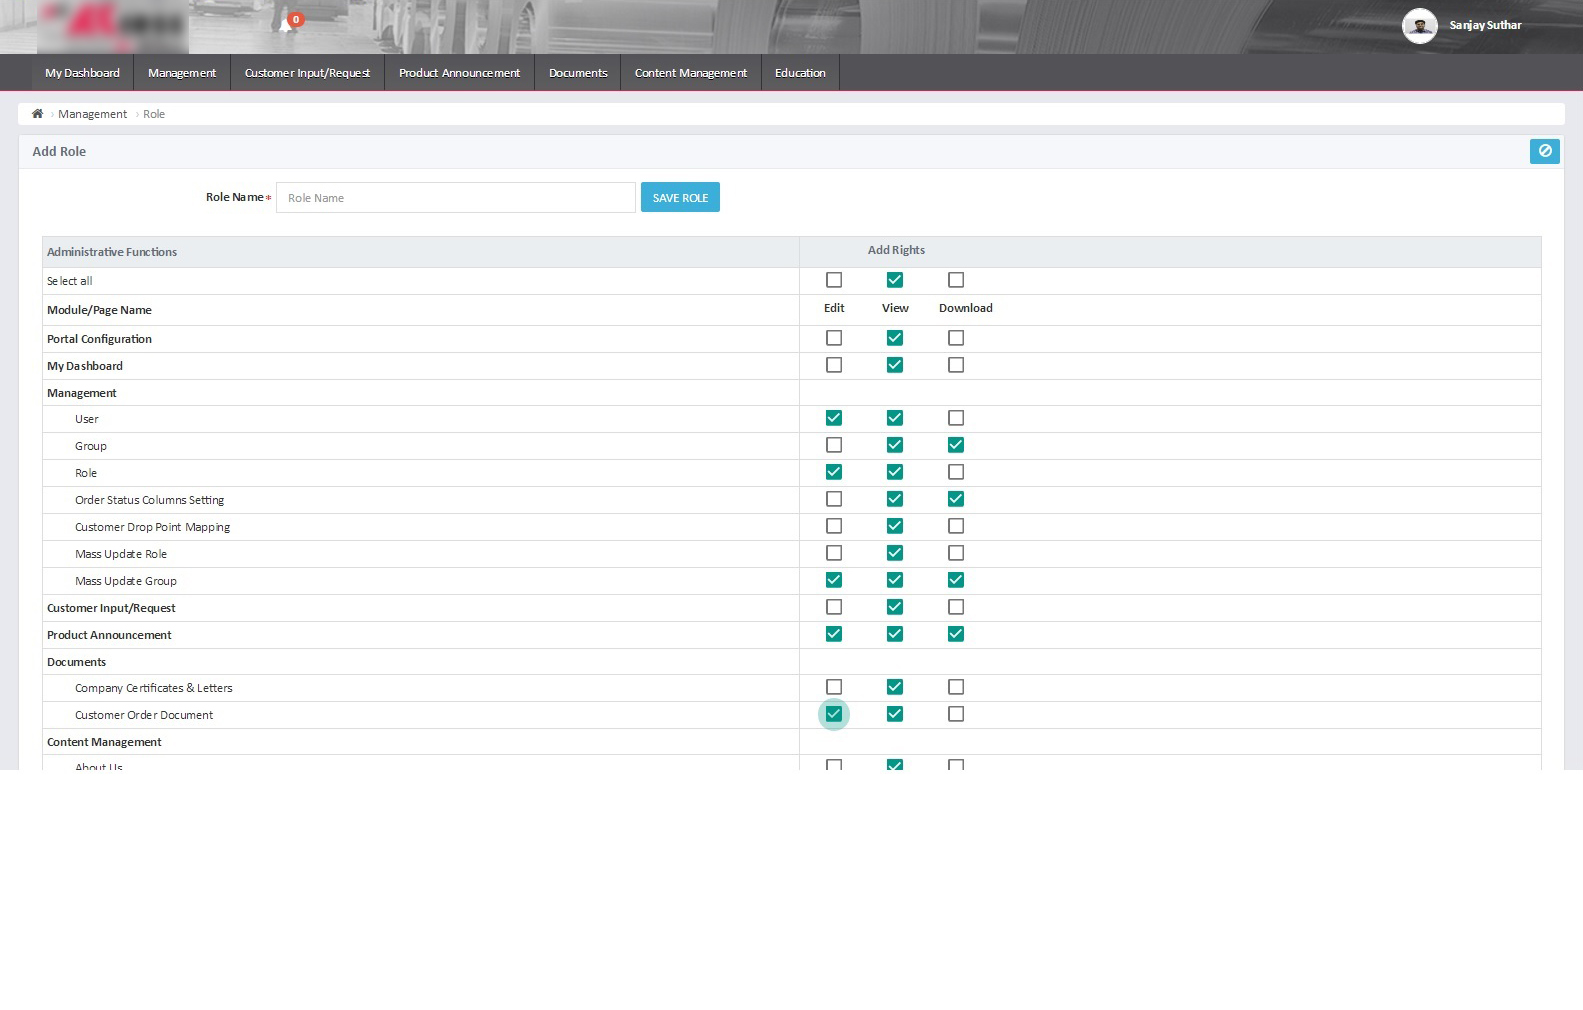 0
Sanjay Suthar
My Dashboard Management Customer Input/Request Product Announcement Documents Content Management Education
Management Role
Add Role
Role Name* Role Name SAVE ROLE
Administrative Functions Add Rights
Select all
Module/Page Name Edit View Download
Portal Configuration
My Dashboard
Management
User
Group
Role
Order Status Columns Setting
Customer Drop Point Mapping
Mass Update Role
Mass Update Group
Customer Input/Request
Product Announcement
Documents
Company Certificates & Letters
Customer Order Document
Content Management
About Us